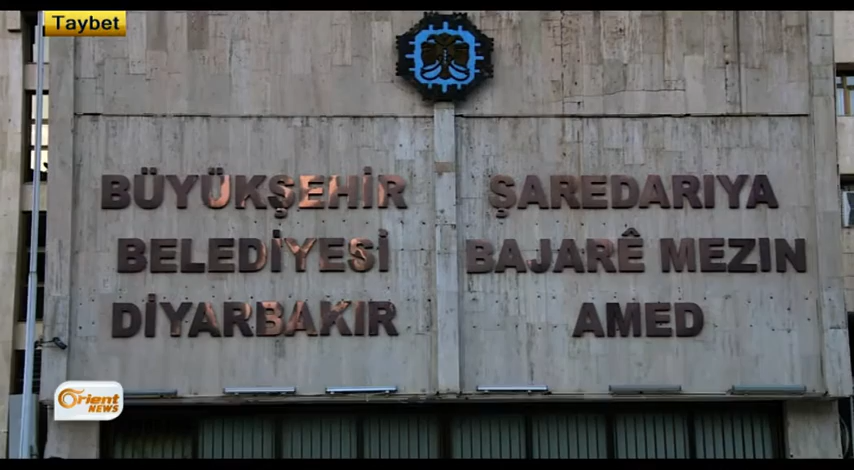 Taybet
BÜYÜKŞEHİR
BELEDİYESİ
DİYARBAKIR
ŞAREDARIYA
BAJARÊ MEZIN
AMED
Orient
NEWS